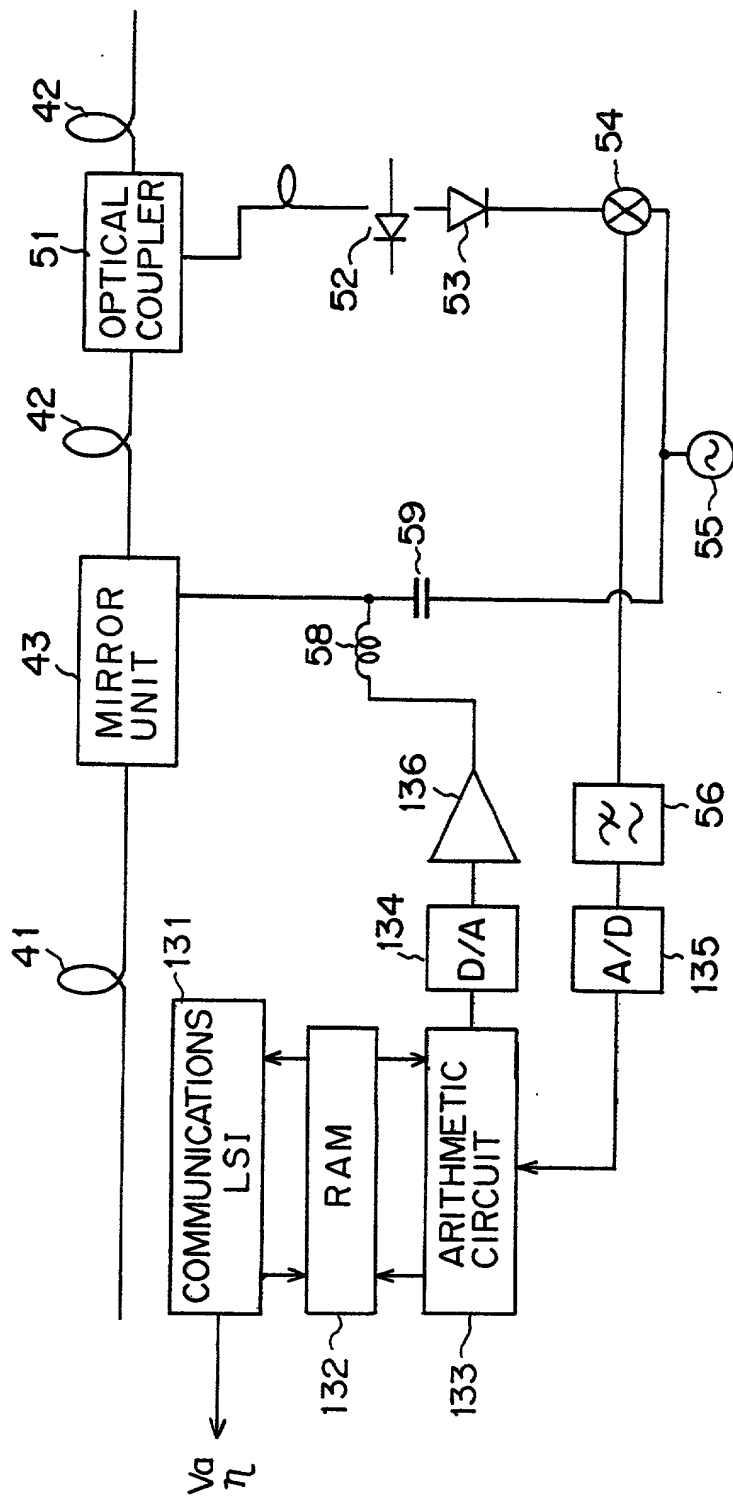 41
43
MIRROR
UNIT
42
51
OPTICAL
COUPLER
42
131
COMMUNICATIONS
LSI
Va
η
132
RAM
133
ARITHMETIC
CIRCUIT
134
D/A
136
58
59
52
53
54
135
A/D
56
55